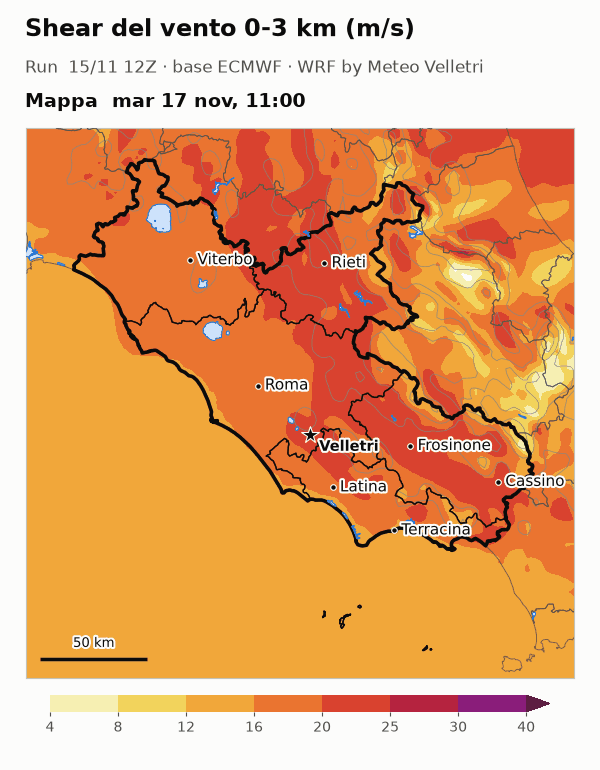 Shear del vento 0-3 km (m/s)
Run  15/11 12Z · base ECMWF · WRF by Meteo Velletri
Mappa  mar 17 nov, 11:00
Viterbo
Rieti
Roma
Velletri
Frosinone
Cassino
Latina
Terracina
50 km
4 8 12 16 20 25 30 40